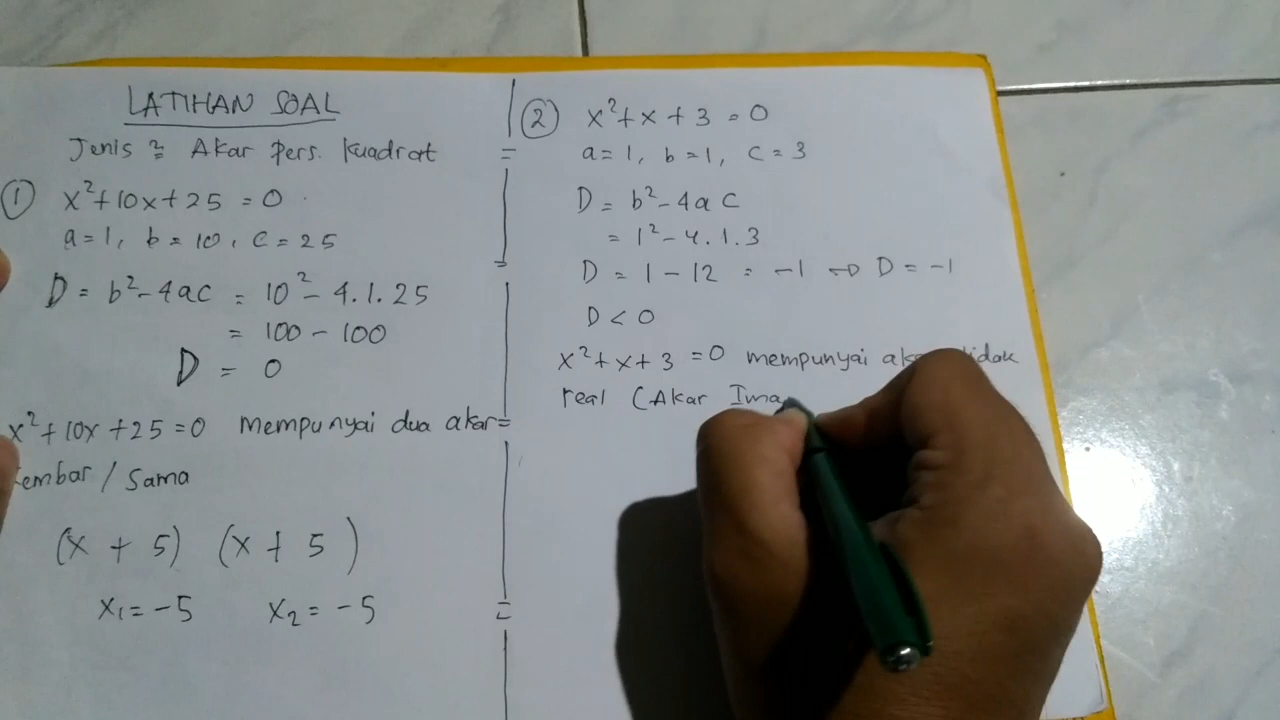 LATIHAN SOAL
Jenis ² Akar Pers. Kuadrat
① x²+10x+25 = 0
a=1, b=10, c=25
D = b²-4ac = 10²-4.1.25
= 100 - 100
D = 0
x²+10x+25=0 mempunyai dua akar
kembar / Sama
(x + 5) (x + 5)
x₁=-5 x₂=-5
② x²+x+3=0
a=1, b=1, c=3
D = b²-4ac
= 1²-4.1.3
D = 1-12 = -1 → D = -1
D < 0
x²+x+3 =0 mempunyai tidak
real (Akar Ima